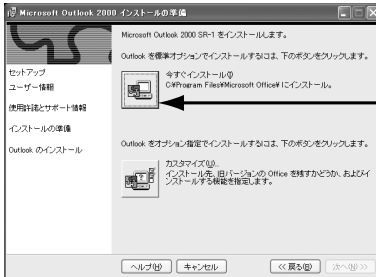 Microsoft Outlook 2000 インストールの準備
Microsoft Outlook 2000 SR-1 をインストールします。
Outlook を標準オプションでインストールするには、下のボタンをクリックします。
今すぐインストール(I)
C:¥Program Files¥Microsoft Office¥ にインストール。
セットアップ
ユーザー情報
使用許諾とサポート情報
インストールの準備
Outlook のインストール
Outlook をオプション指定でインストールするには、下のボタンをクリックします。
カスタマイズ(U)...
インストール先、旧バージョンの Office を残すかどうか、およびイ
ンストールする機能を指定します。
ヘルプ(H)
キャンセル
<< 戻る(B)
次へ(N) >>